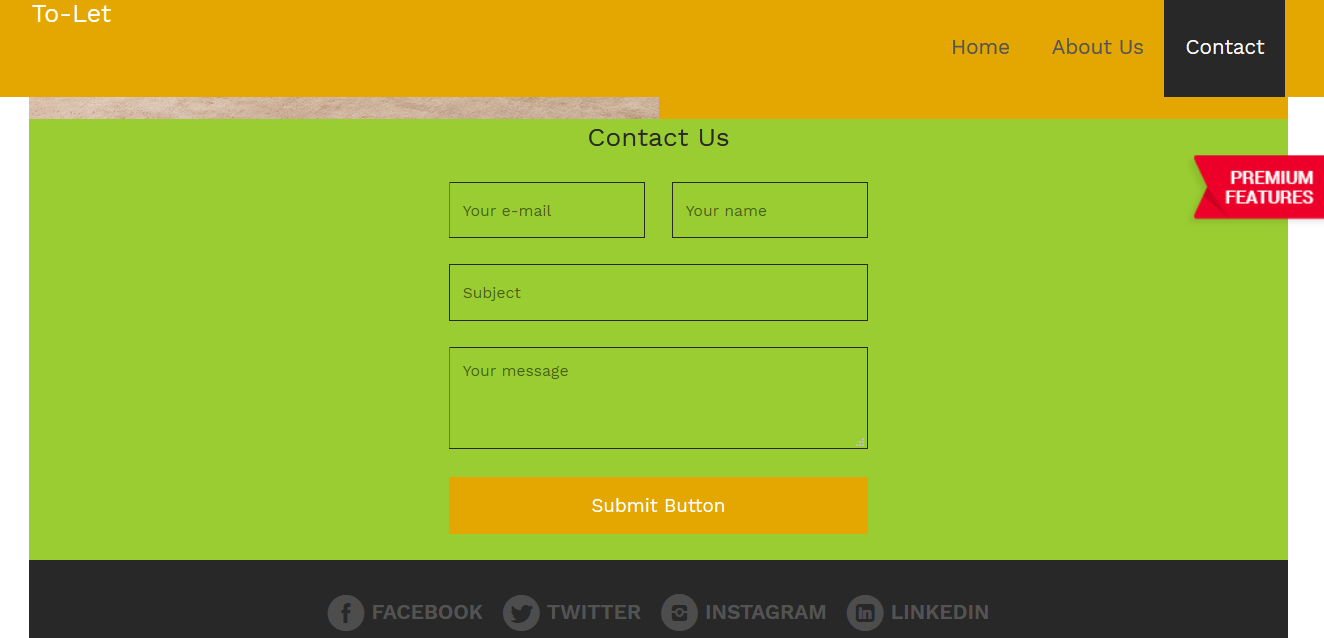 To-Let
Home About Us Contact
Contact Us
PREMIUM
FEATURES
Your e-mail Your name
Subject
Your message
Submit Button
FACEBOOK TWITTER INSTAGRAM LINKEDIN